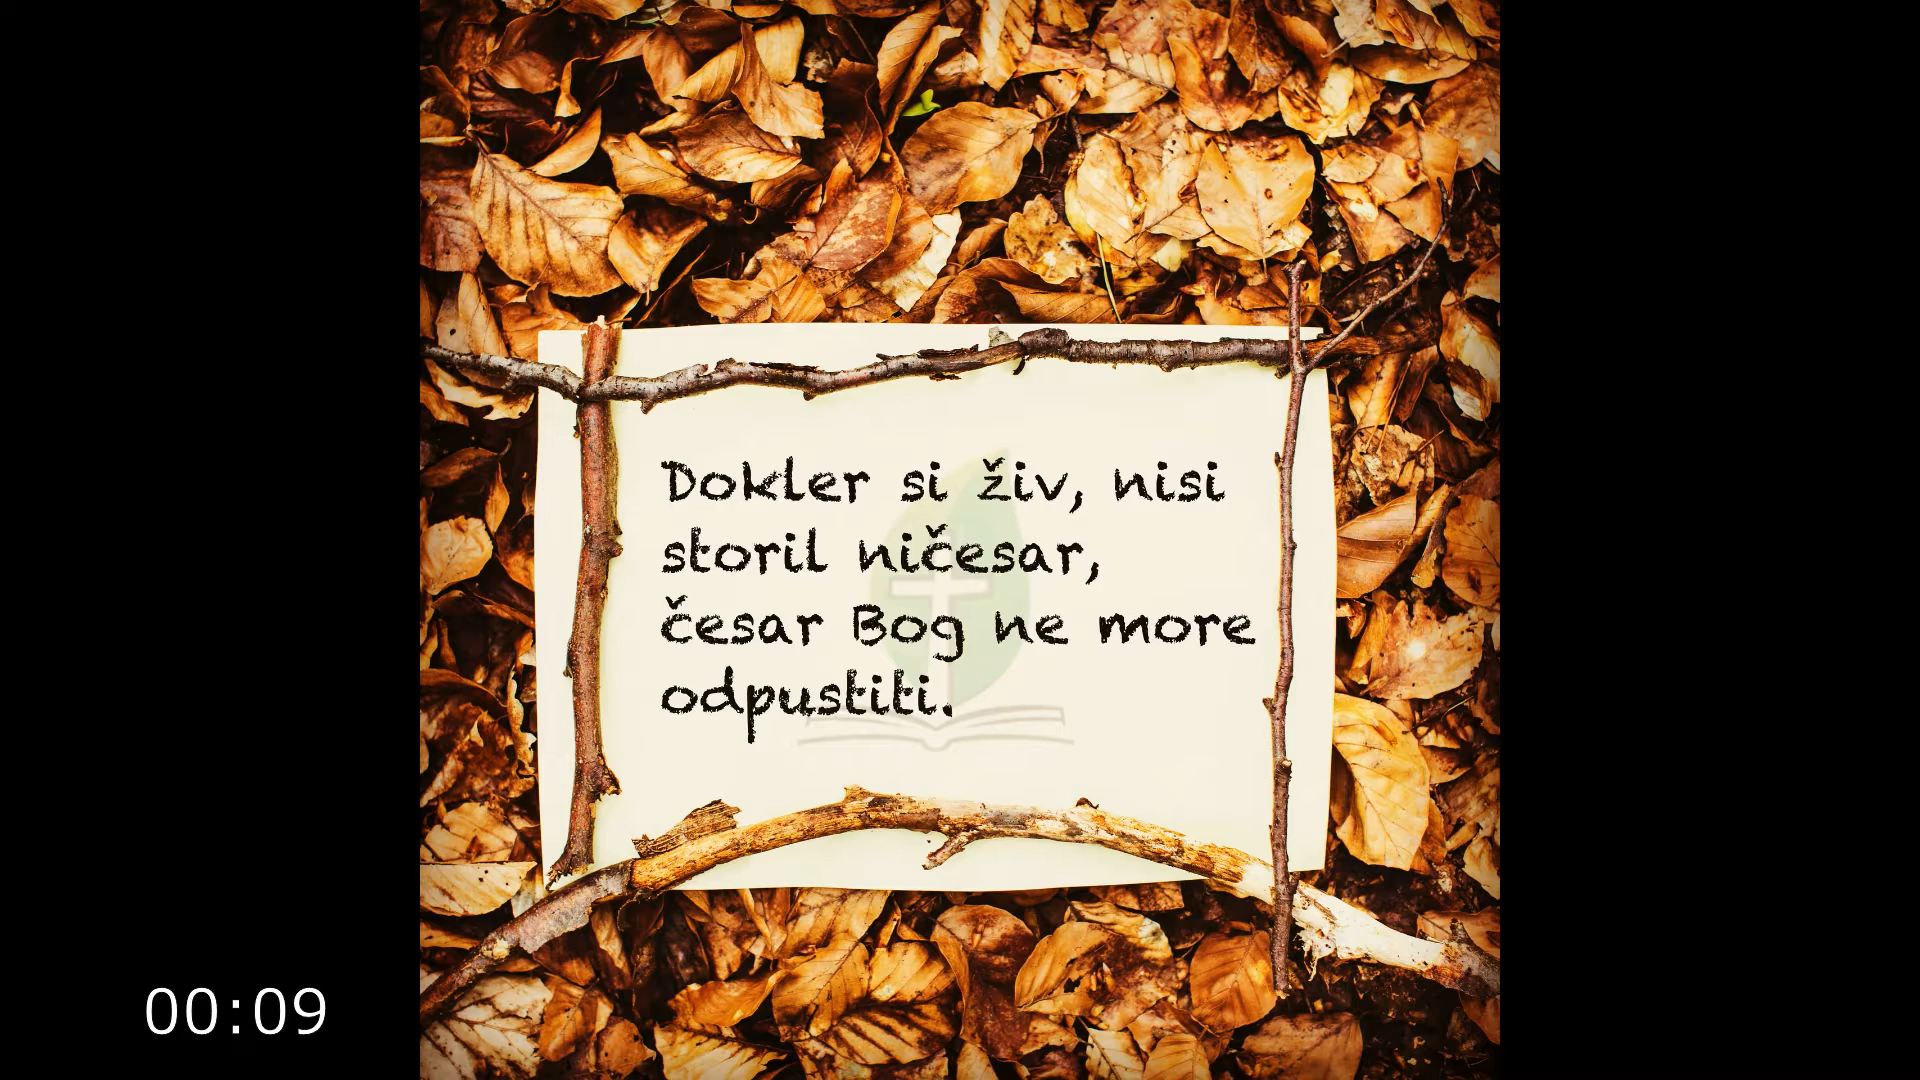 Dokler si živ, nisi
storil ničesar,
česar Bog ne more
odpustiti.
00:09